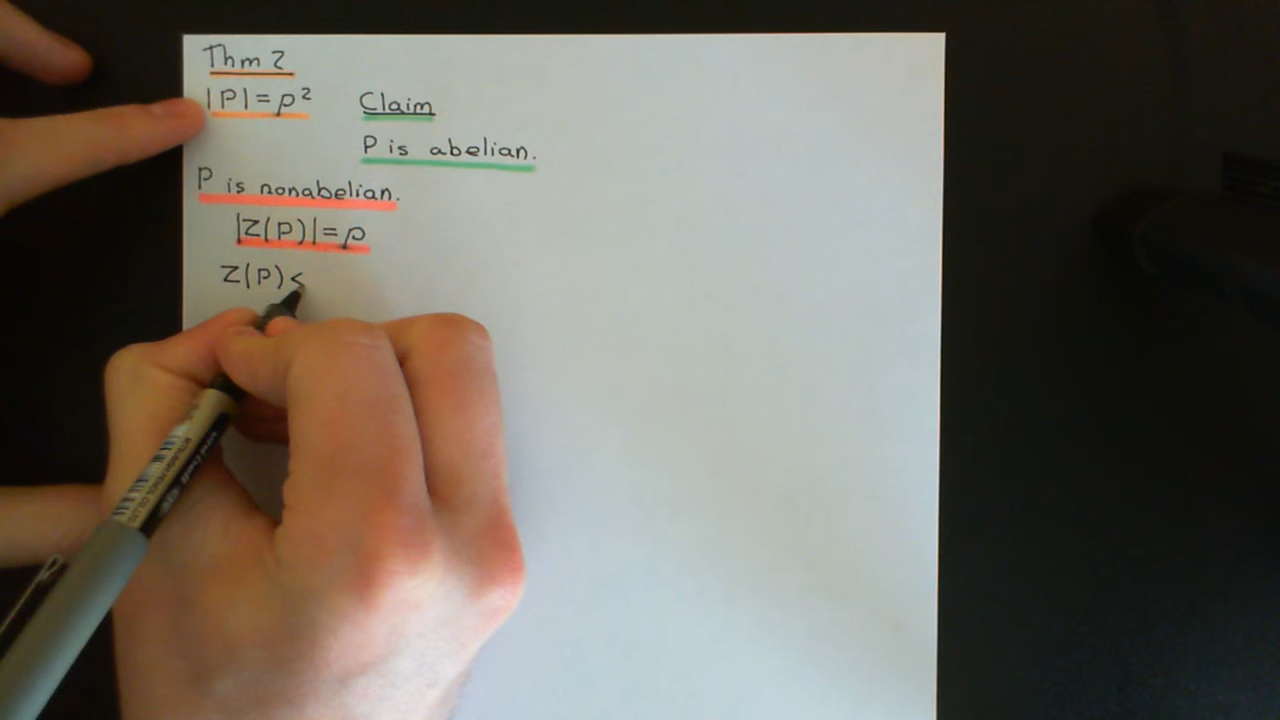 Thm 2
|P| = p²
Claim
P is abelian.
P is nonabelian.
|Z(P)| = p
Z(P) <